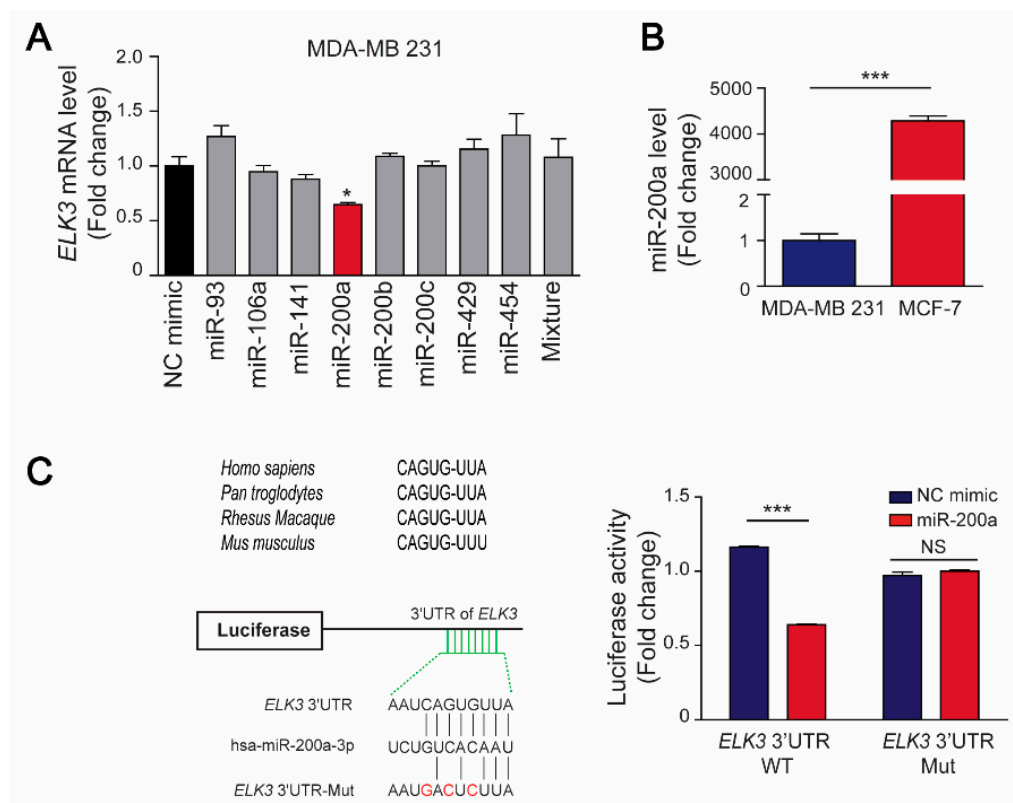 A
MDA-MB 231
ELK3 mRNA level
(Fold change)
2.0
1.5
1.0
0.5
0
*
NC mimic
miR-93
miR-106a
miR-141
miR-200a
miR-200b
miR-200c
miR-429
miR-454
Mixture
B
miR-200a level
(Fold change)
5000
4000
3000
2
1
0
***
MDA-MB 231
MCF-7
C
Homo sapiens CAGUG-UUA
Pan troglodytes CAGUG-UUA
Rhesus Macaque CAGUG-UUA
Mus musculus CAGUG-UUU
Luciferase
3'UTR of ELK3
ELK3 3'UTR AAUCAGUGUUA
hsa-miR-200a-3p UCUGUCACAAU
ELK3 3'UTR-Mut AAUGACUCUUA
Luciferase activity
(Fold change)
1.5
1.0
0.5
0
NC mimic
miR-200a
***
NS
ELK3 3'UTR
WT
ELK3 3'UTR
Mut